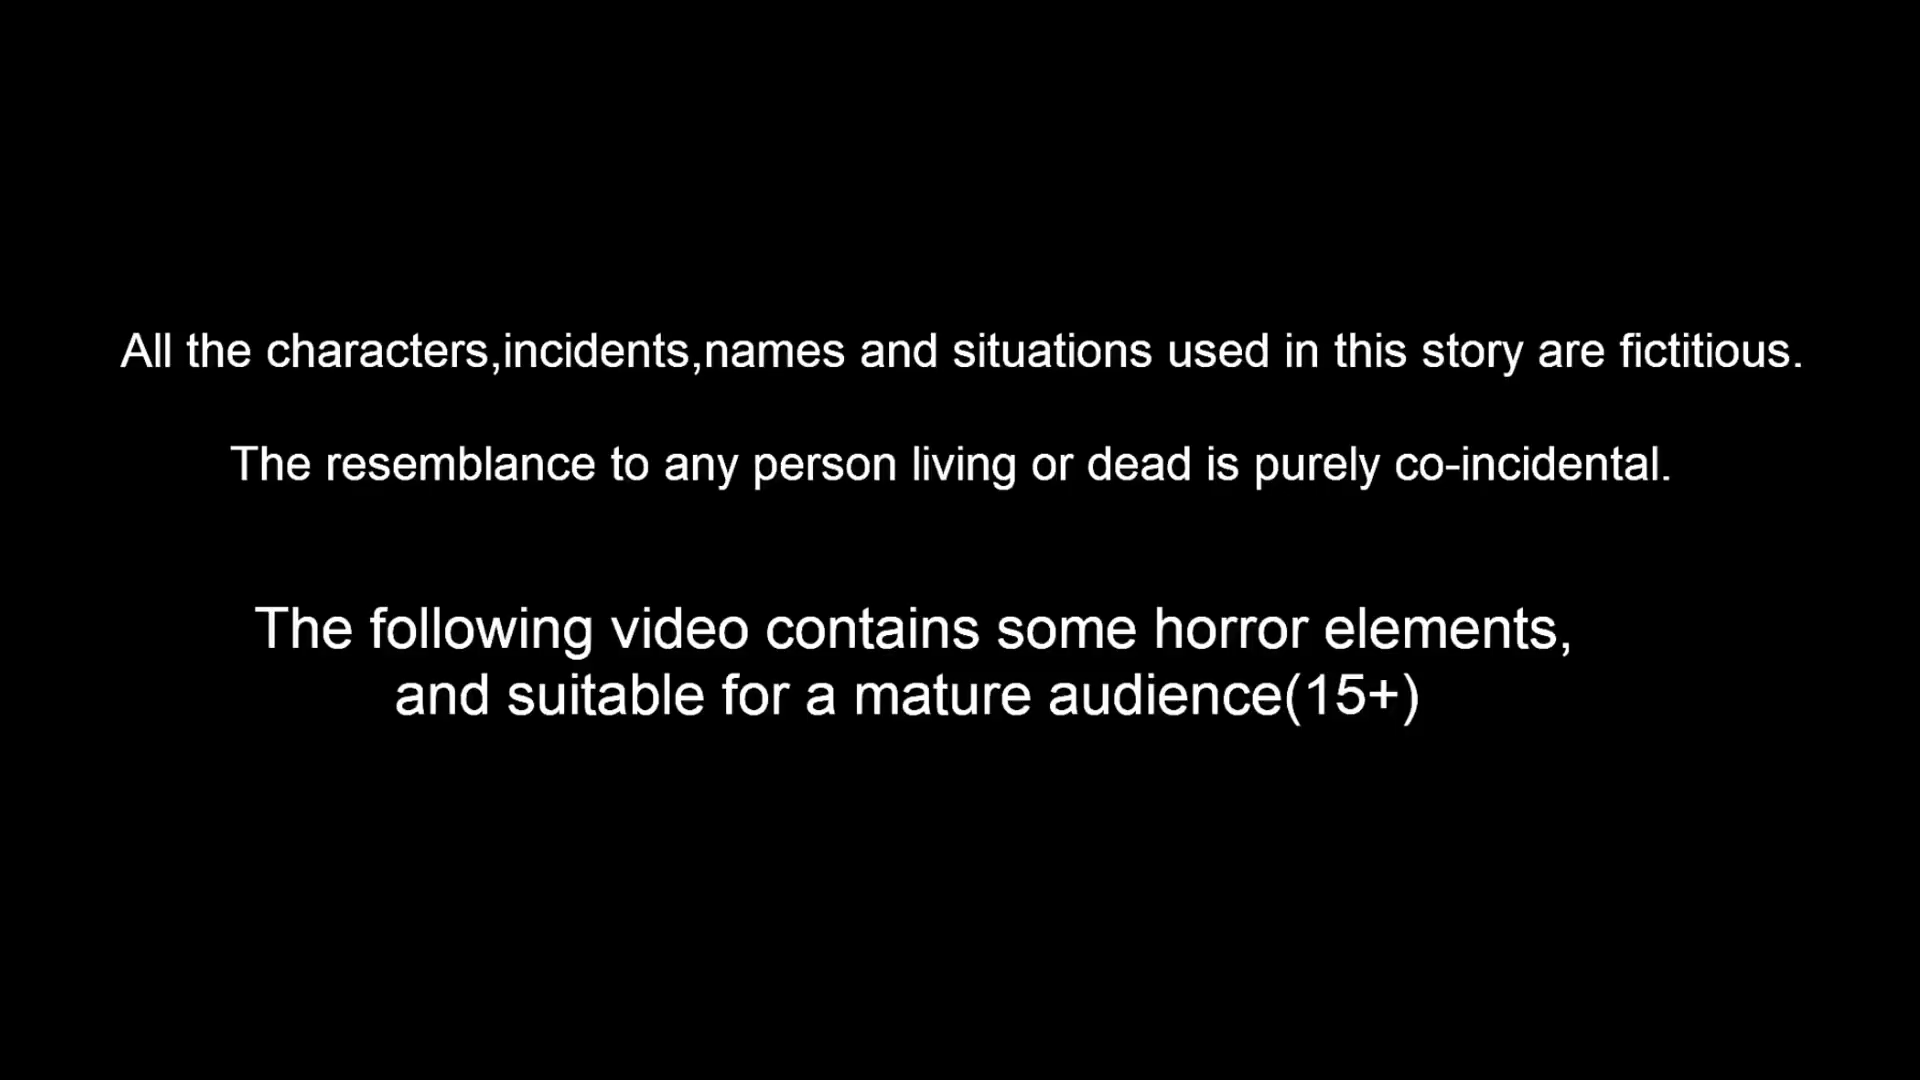 All the characters,incidents,names and situations used in this story are fictitious.
The resemblance to any person living or dead is purely co-incidental.
The following video contains some horror elements,
and suitable for a mature audience(15+)